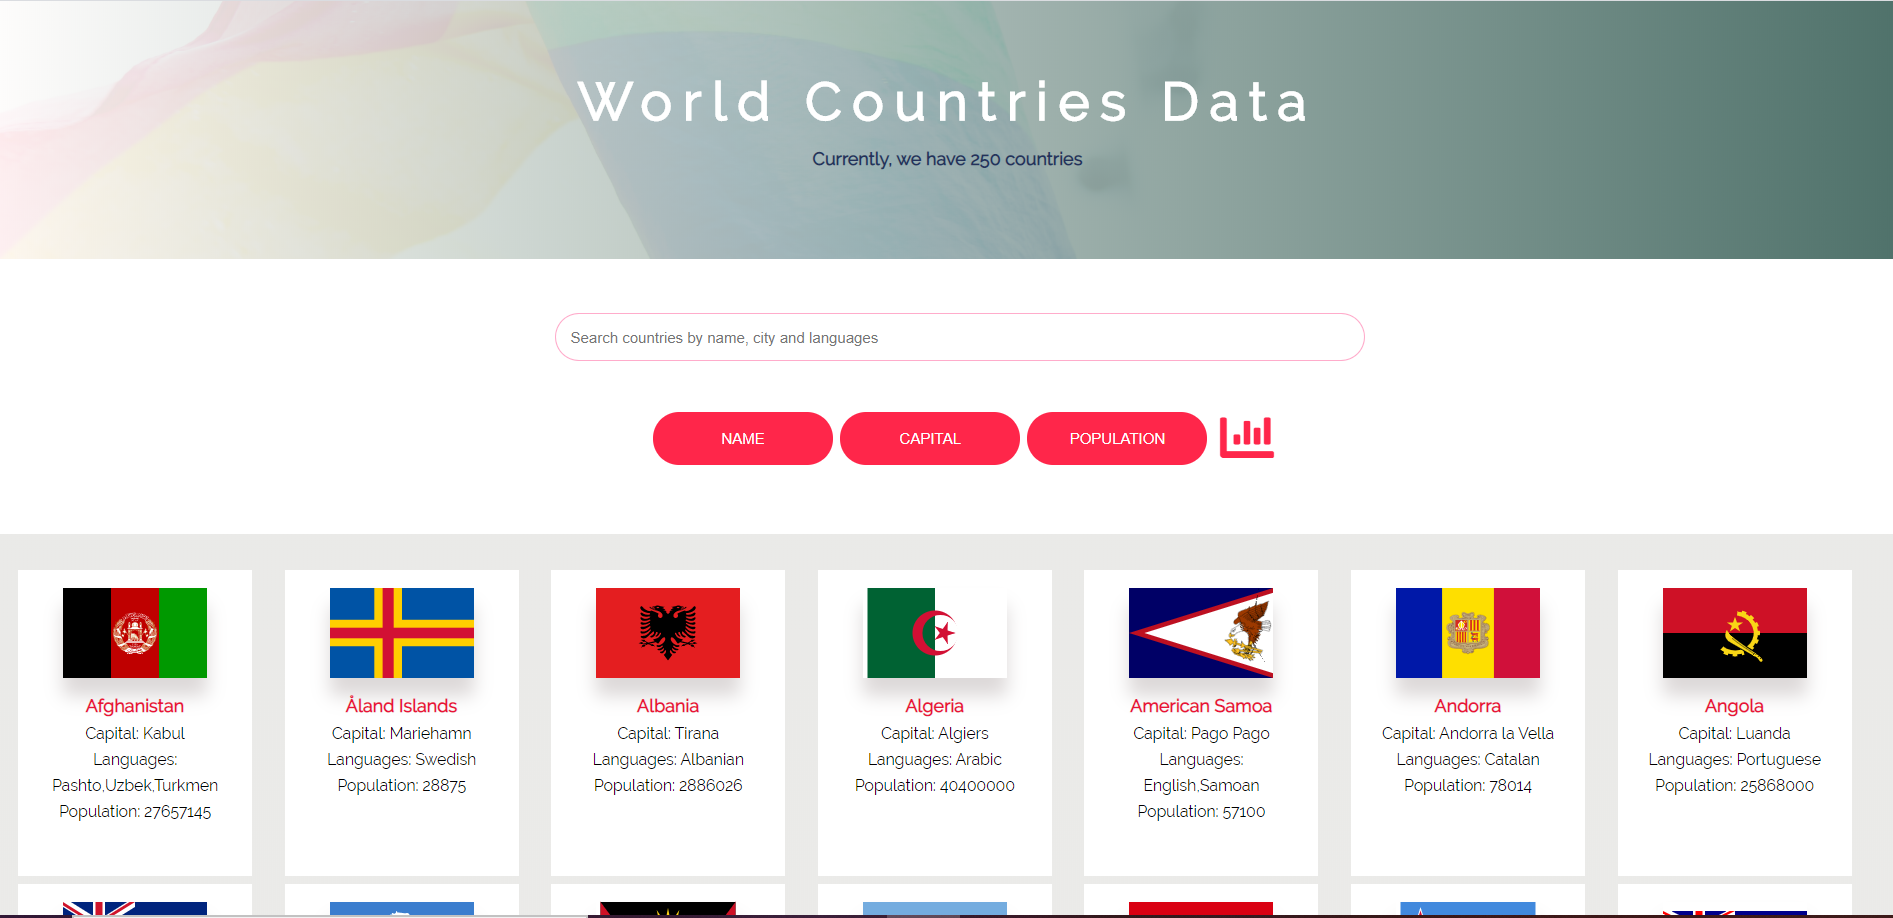 World Countries Data
Currently, we have 250 countries
Search countries by name, city and languages
NAME
CAPITAL
POPULATION
Afghanistan
Capital: Kabul
Languages:
Pashto,Uzbek,Turkmen
Population: 27657145
Åland Islands
Capital: Mariehamn
Languages: Swedish
Population: 28875
Albania
Capital: Tirana
Languages: Albanian
Population: 2886026
Algeria
Capital: Algiers
Languages: Arabic
Population: 40400000
American Samoa
Capital: Pago Pago
Languages:
English,Samoan
Population: 57100
Andorra
Capital: Andorra la Vella
Languages: Catalan
Population: 78014
Angola
Capital: Luanda
Languages: Portuguese
Population: 25868000